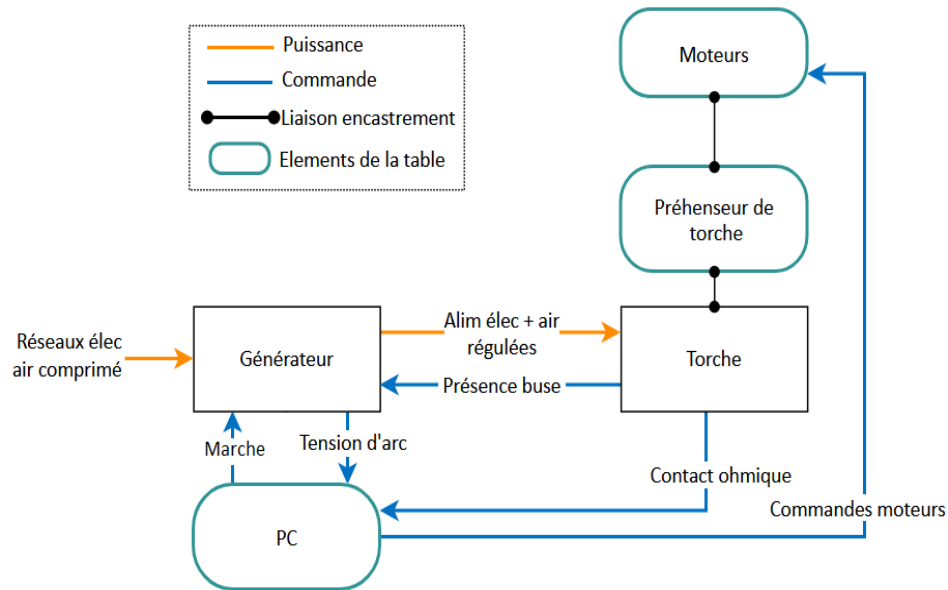 Puissance
Commande
Liaison encastrement
Elements de la table
Moteurs
Préhenseur de
torche
Réseaux élec
air comprimé
Générateur
Alim élec + air
régulées
Présence buse
Torche
Marche
Tension d'arc
Contact ohmique
Commandes moteurs
PC